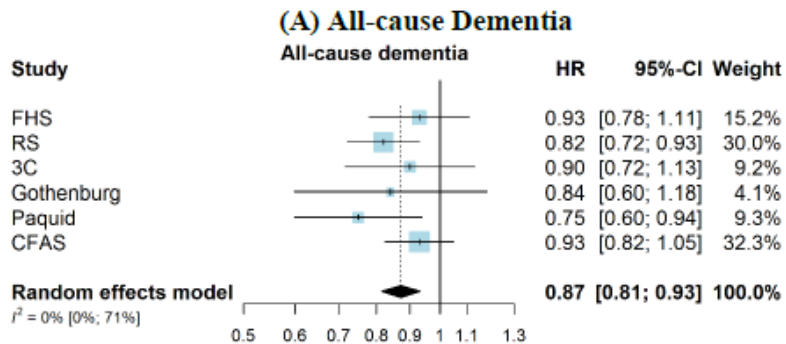 (A) All-cause Dementia
All-cause dementia
Study HR 95%-CI Weight
FHS 0.93 [0.78; 1.11] 15.2%
RS 0.82 [0.72; 0.93] 30.0%
3C 0.90 [0.72; 1.13] 9.2%
Gothenburg 0.84 [0.60; 1.18] 4.1%
Paquid 0.75 [0.60; 0.94] 9.3%
CFAS 0.93 [0.82; 1.05] 32.3%
Random effects model 0.87 [0.81; 0.93] 100.0%
I² = 0% [0%; 71%]
0.5 0.6 0.7 0.8 0.9 1 1.1 1.3